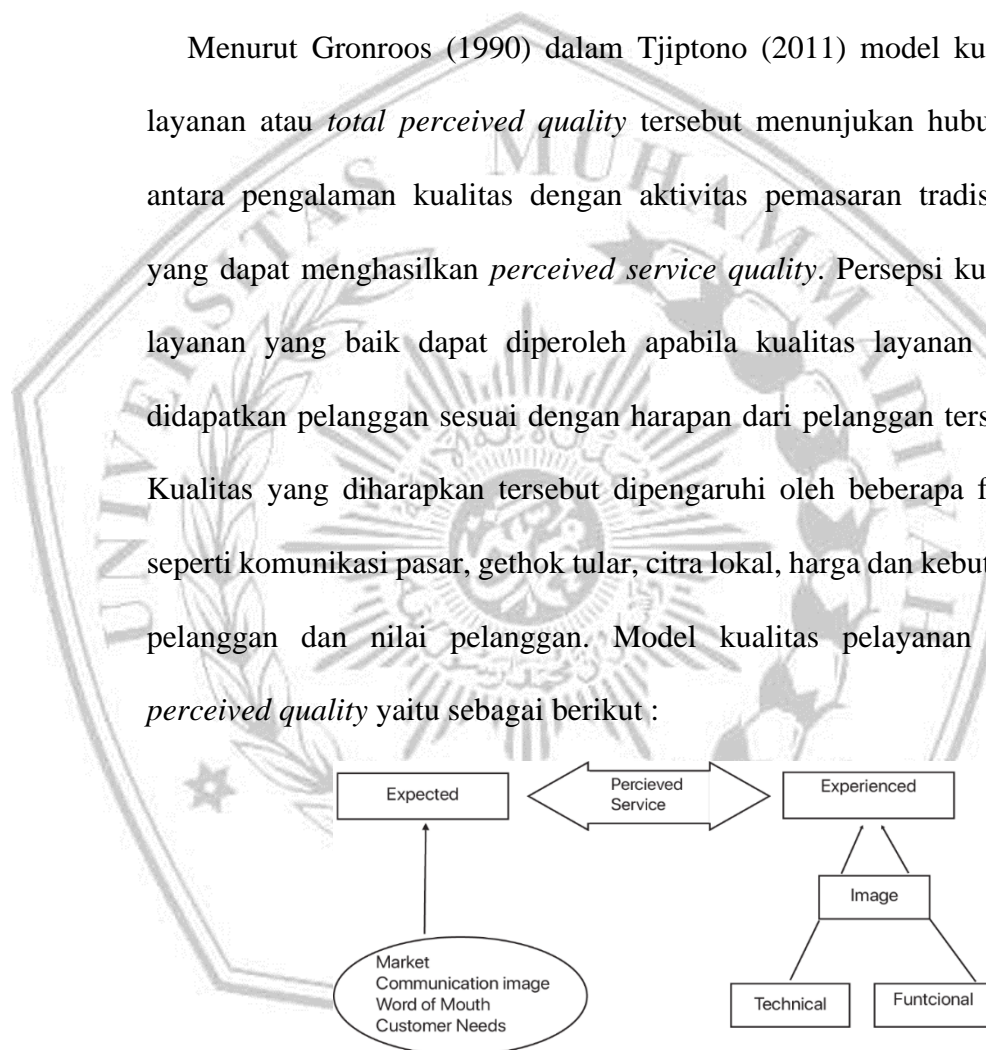 Menurut Gronroos (1990) dalam Tjiptono (2011) model ku
layanan atau total perceived quality tersebut menunjukan hubu
antara pengalaman kualitas dengan aktivitas pemasaran tradis
yang dapat menghasilkan perceived service quality. Persepsi ku
layanan yang baik dapat diperoleh apabila kualitas layanan
didapatkan pelanggan sesuai dengan harapan dari pelanggan ters
Kualitas yang diharapkan tersebut dipengaruhi oleh beberapa f
seperti komunikasi pasar, gethok tular, citra lokal, harga dan kebut
pelanggan dan nilai pelanggan. Model kualitas pelayanan
perceived quality yaitu sebagai berikut :
Expected
Percieved
Service
Experienced
Image
Market
Communication image
Word of Mouth
Customer Needs
Technical
Funtcional
UNIVERSITAS MUHAMMADIYAH